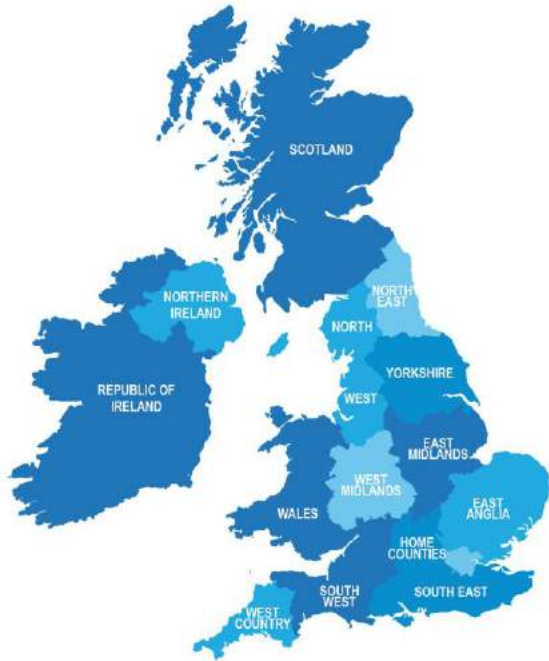 SCOTLAND
NORTH
EAST
NORTHERN
IRELAND
NORTH
WEST
YORKSHIRE
REPUBLIC OF
IRELAND
EAST
MIDLANDS
WEST
MIDLANDS
EAST
ANGLIA
WALES
HOME
COUNTIES
SOUTH EAST
SOUTH
WEST
WEST
COUNTRY